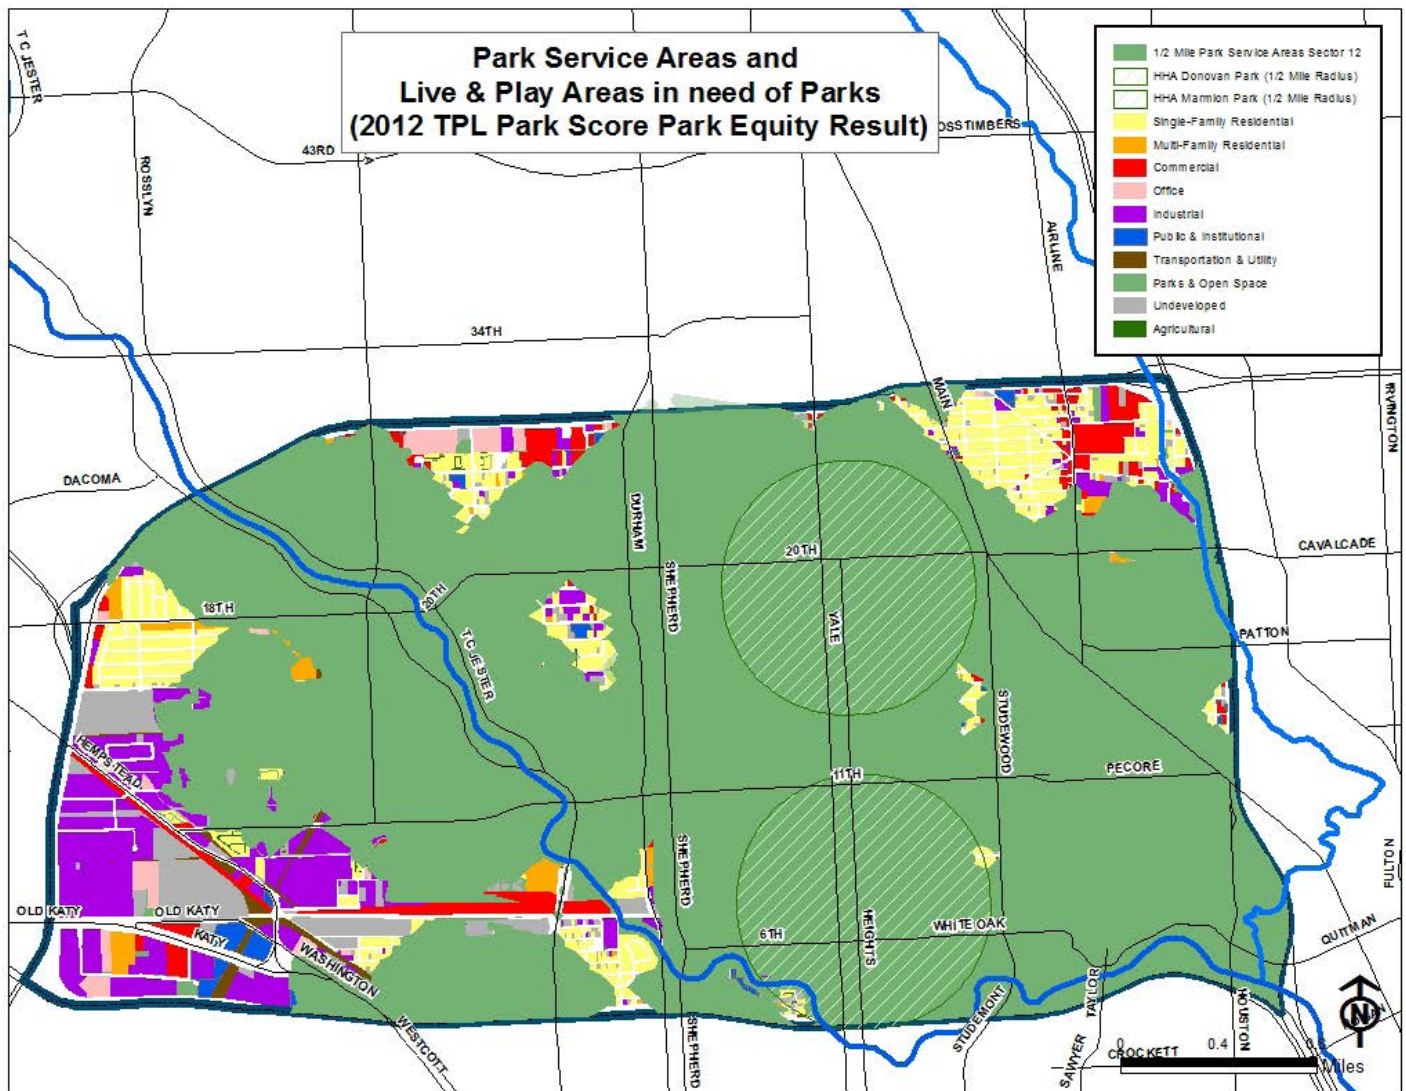 Park Service Areas and
Live & Play Areas in need of Parks
(2012 TPL Park Score Park Equity Result)
1/2 Mile Park Service Areas Sector 12
HHA Donovan Park (1/2 Mile Radius)
HHA Marmion Park (1/2 Mile Radius)
Single-Family Residential
Multi-Family Residential
Commercial
Office
Industrial
Public & Institutional
Transportation & Utility
Parks & Open Space
Undeveloped
Agricultural
T C JESTER
43RD
OSSTIMBERS
ROSSLYN
AIRLINE
34TH
MAIN
IRVINGTON
DACOMA
DURHAM
20TH
CAVALCADE
18TH
20TH
SHEPHERD
YALE
PATTON
T C JESTER
STUDEWOOD
HEMPSTEAD
11TH
PECORE
SHEPHERD
FULTON
OLD KATY
OLD KATY
KATY
WASHINGTON
6TH
HEIGHTS
WHITE OAK
QUITMAN
WESTCOTT
SHEPHERD
STUDEMONT
TAYLOR
SAWYER
HOUSTON
CROCKETT
N
0
0.4
Miles